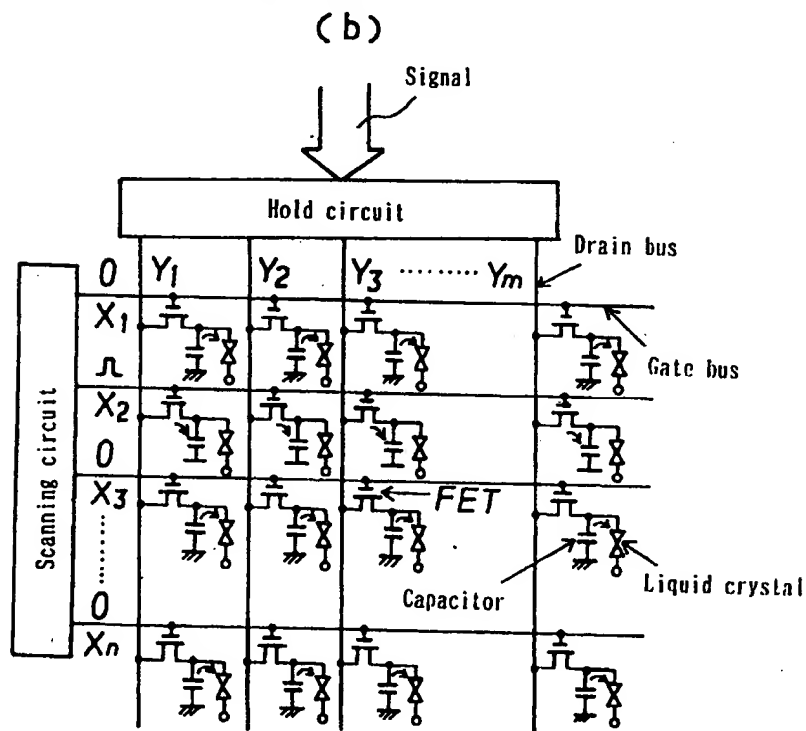 (b)
Signal
Hold circuit
Drain bus
0 Y1 Y2 Y3 ········· Ym
X1
Gate bus
X2
0
X3
FET
Scanning circuit
Capacitor
Liquid crystal
0
Xn